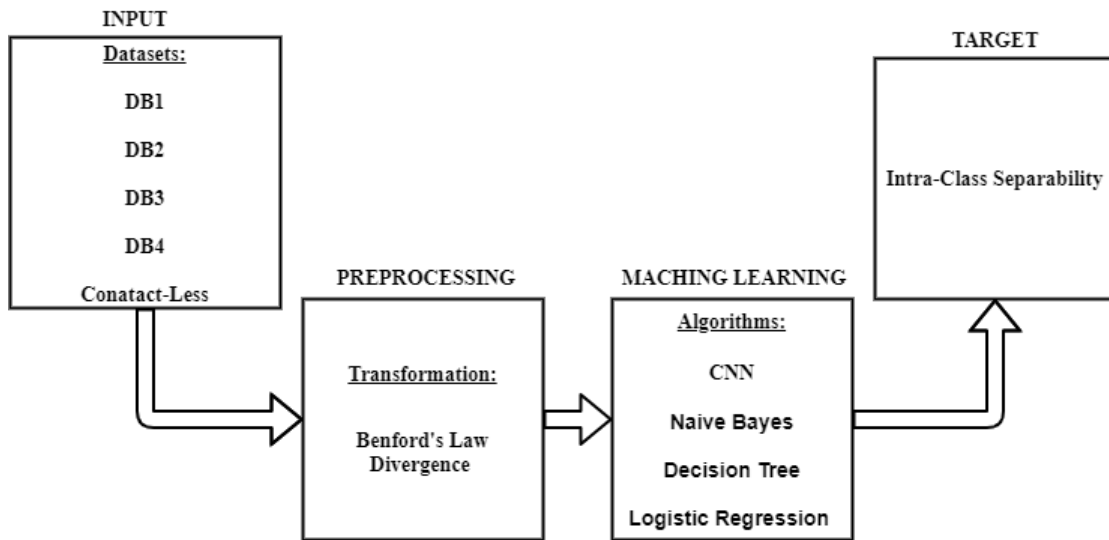 INPUT
Datasets:
DB1
DB2
DB3
DB4
Conatact-Less
PREPROCESSING
Transformation:
Benford's Law
Divergence
MACHING LEARNING
Algorithms:
CNN
Naive Bayes
Decision Tree
Logistic Regression
TARGET
Intra-Class Separability